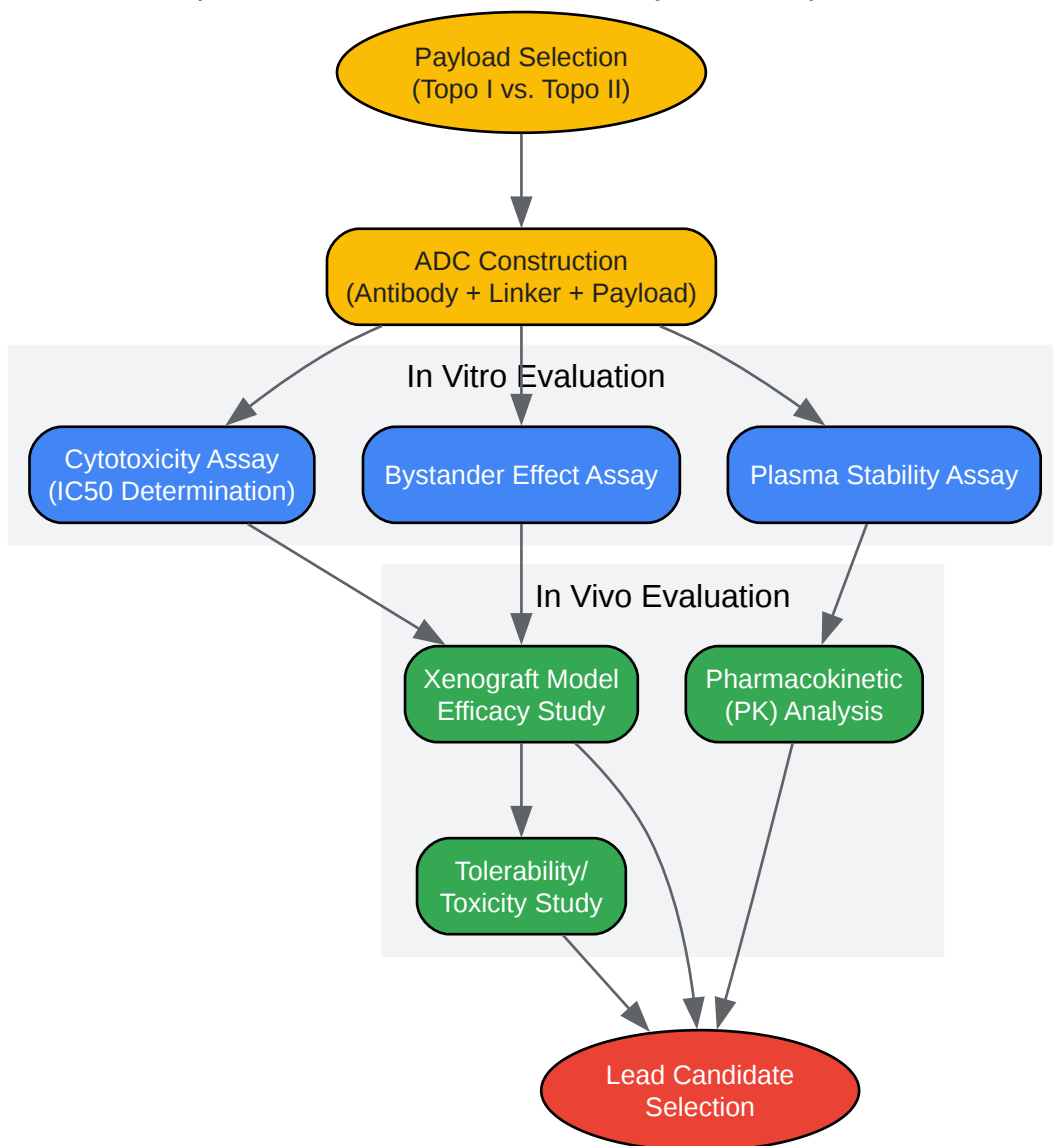 Payload Selection
(Topo I vs. Topo II)
ADC Construction
(Antibody + Linker + Payload)
In Vitro Evaluation
Cytotoxicity Assay
(IC50 Determination)
Bystander Effect Assay
Plasma Stability Assay
In Vivo Evaluation
Xenograft Model
Efficacy Study
Pharmacokinetic
(PK) Analysis
Tolerability/
Toxicity Study
Lead Candidate
Selection